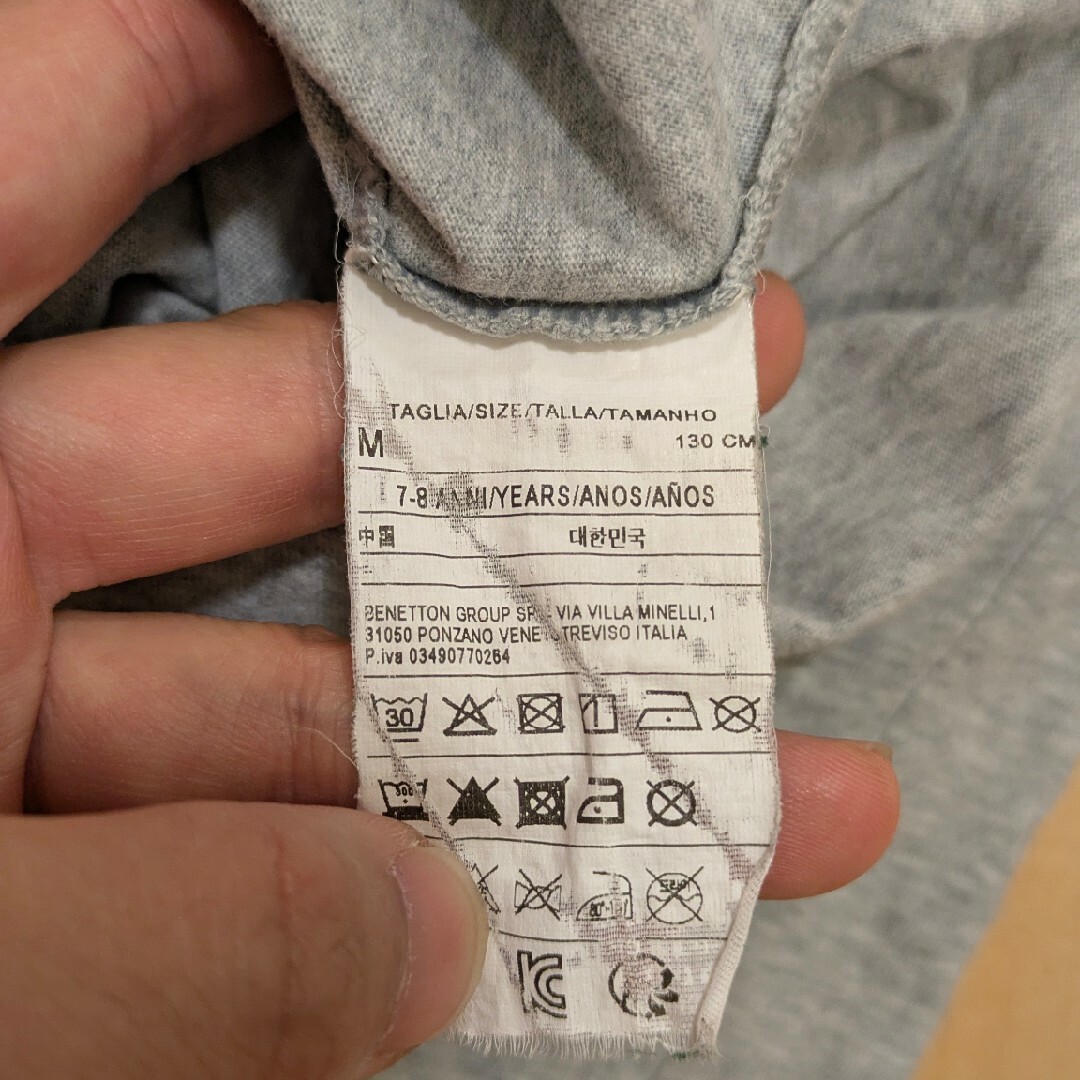 TAGLIA/SIZE/TALLA/TAMANHO
M 130 CM
7-8 ANNI/YEARS/ANOS/AÑOS
中国 대한민국
BENETTON GROUP VIA VILLA MINELLI,1
31050 PONZANO VENETO TREVISO ITALIA
P.iva 03490770264
30